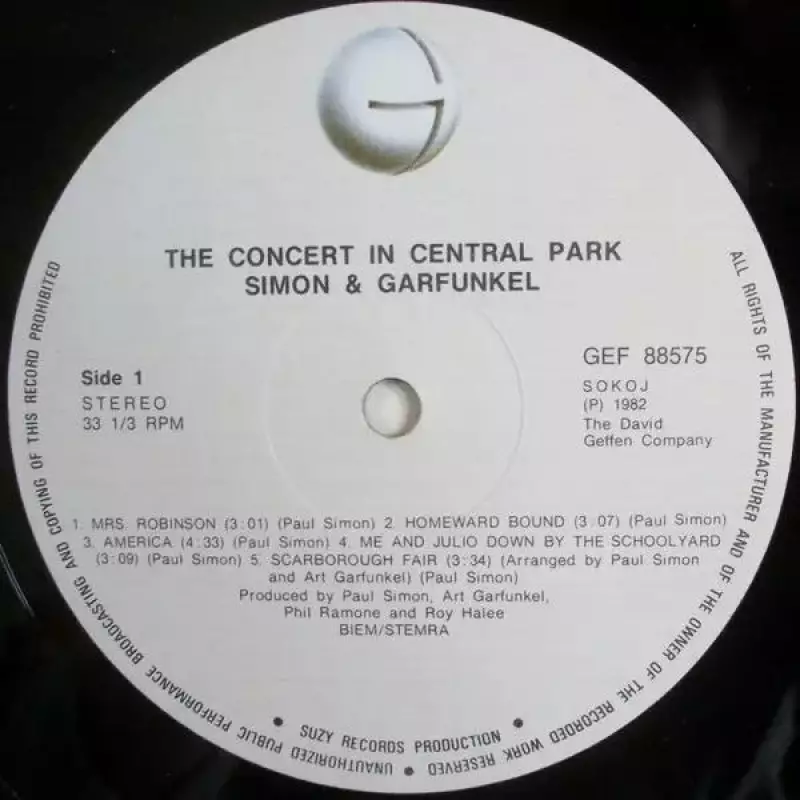 THE CONCERT IN CENTRAL PARK
SIMON & GARFUNKEL
Side 1
STEREO
33 1/3 RPM
GEF 88575
SOKOJ
(P) 1982
The David
Geffen Company
1. MRS. ROBINSON (3:01) (Paul Simon) 2. HOMEWARD BOUND (3:07) (Paul Simon)
3. AMERICA (4:33) (Paul Simon) 4. ME AND JULIO DOWN BY THE SCHOOLYARD
(3:09) (Paul Simon) 5. SCARBOROUGH FAIR (3:34) (Arranged by Paul Simon
and Art Garfunkel) (Paul Simon)
Produced by Paul Simon, Art Garfunkel,
Phil Ramone and Roy Halee
BIEM/STEMRA
ALL RIGHTS OF THE MANUFACTURER AND OF THE OWNER OF THE RECORDED WORK RESERVED • UNAUTHORIZED PUBLIC PERFORMANCE BROADCASTING AND COPYING OF THIS RECORD PROHIBITED
• SUZY RECORDS PRODUCTION •